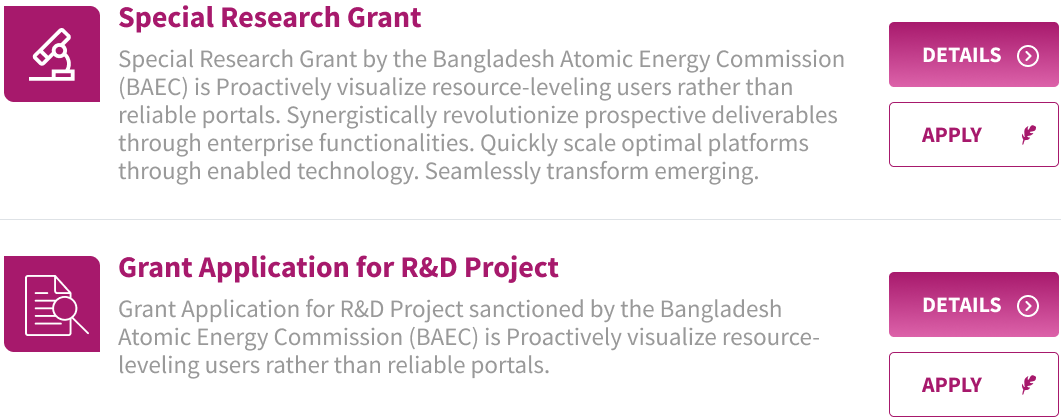 Special Research Grant
Special Research Grant by the Bangladesh Atomic Energy Commission
(BAEC) is Proactively visualize resource-leveling users rather than
reliable portals. Synergistically revolutionize prospective deliverables
through enterprise functionalities. Quickly scale optimal platforms
through enabled technology. Seamlessly transform emerging.
DETAILS
APPLY
Grant Application for R&D Project
Grant Application for R&D Project sanctioned by the Bangladesh
Atomic Energy Commission (BAEC) is Proactively visualize resource-
leveling users rather than reliable portals.
DETAILS
APPLY